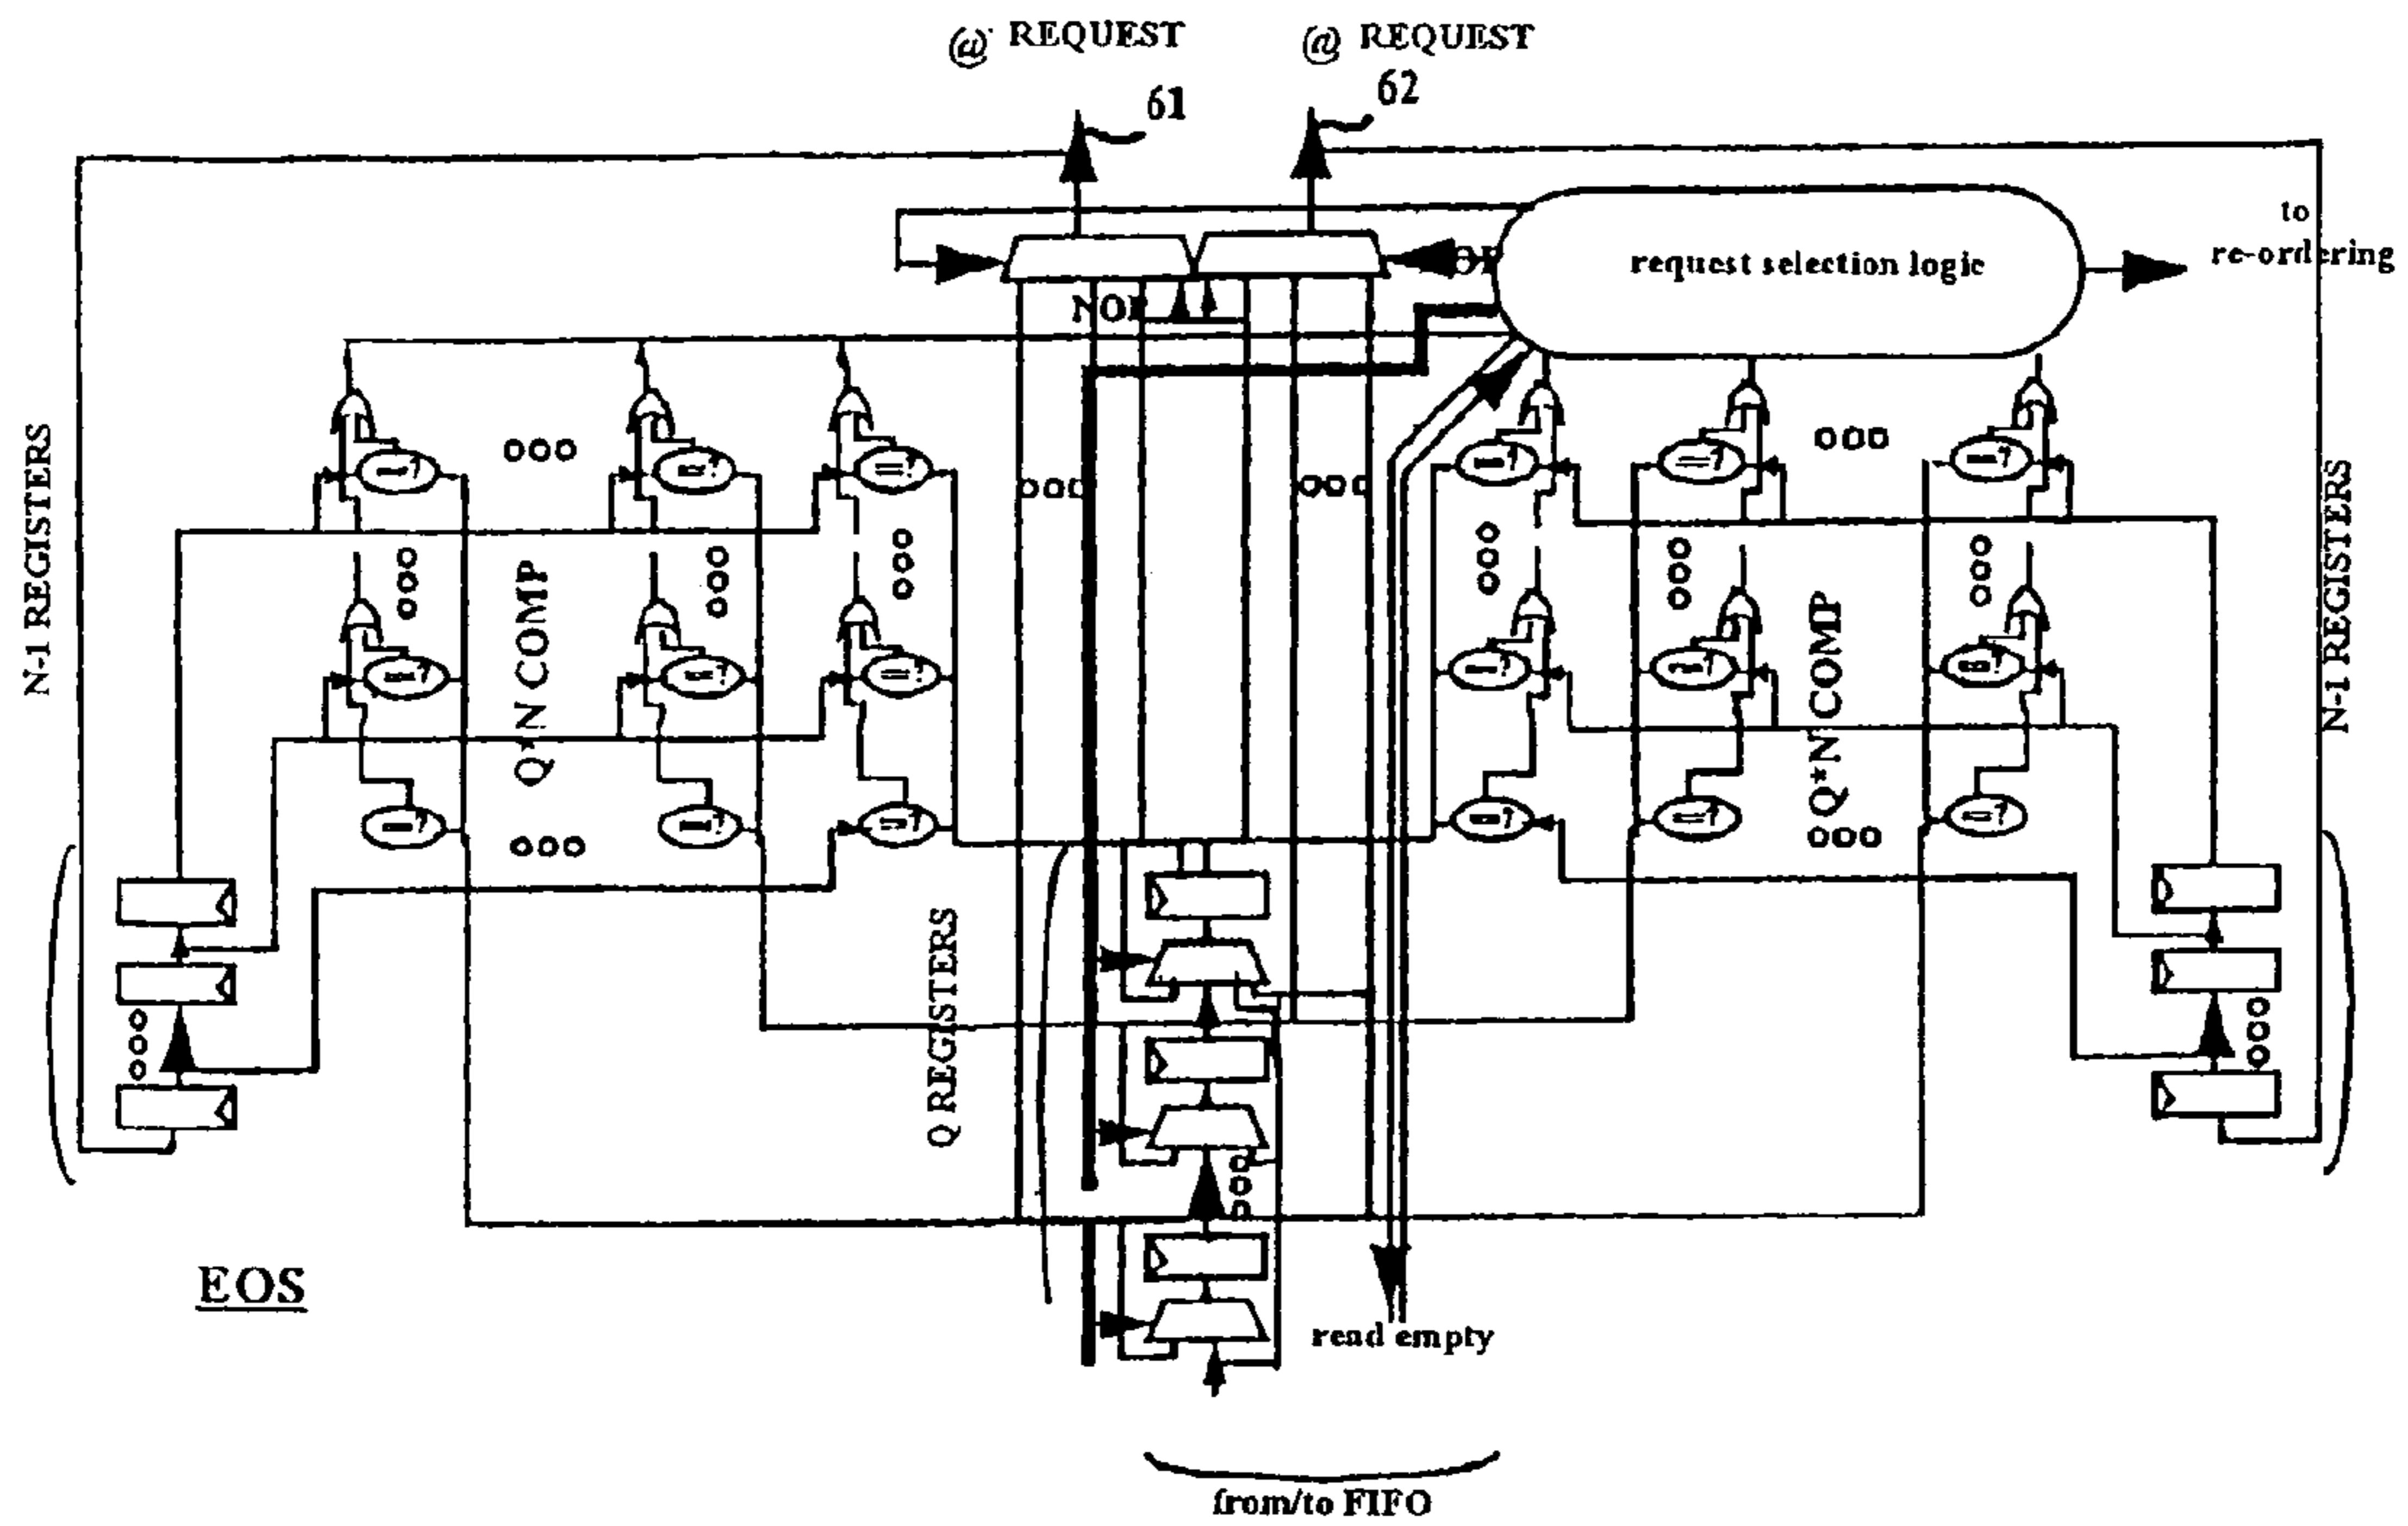 @ REQUEST
@ REQUEST
61
62
to
re-ordering
request selection logic
N-1 REGISTERS
Q*N COMP
Q REGISTERS
Q*N COMP
N-1 REGISTERS
EOS
read empty
from/to FIFO